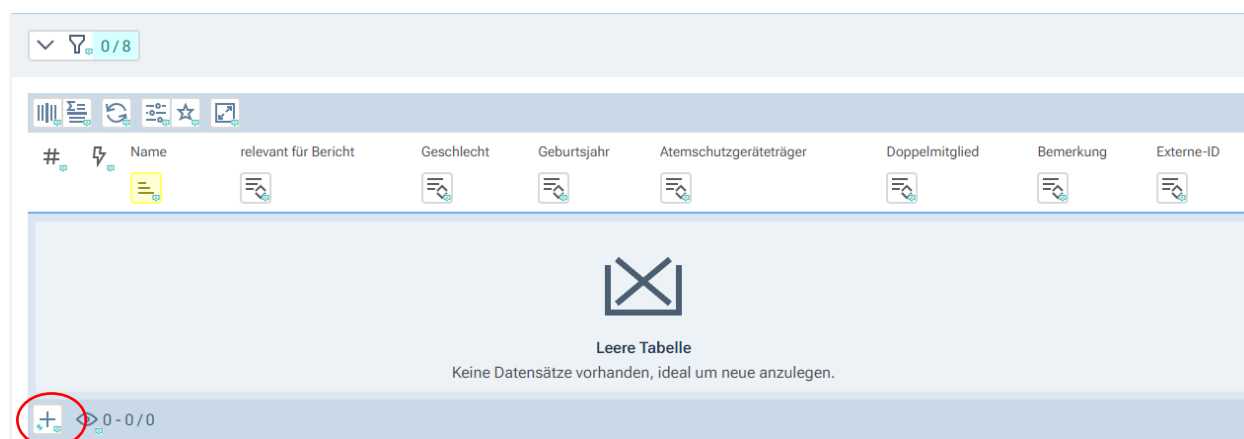 0 / 8
#
Name relevant für Bericht Geschlecht Geburtsjahr Atemschutzgeräteträger Doppelmitglied Bemerkung Externe-ID
Leere Tabelle
Keine Datensätze vorhanden, ideal um neue anzulegen.
0 - 0 / 0